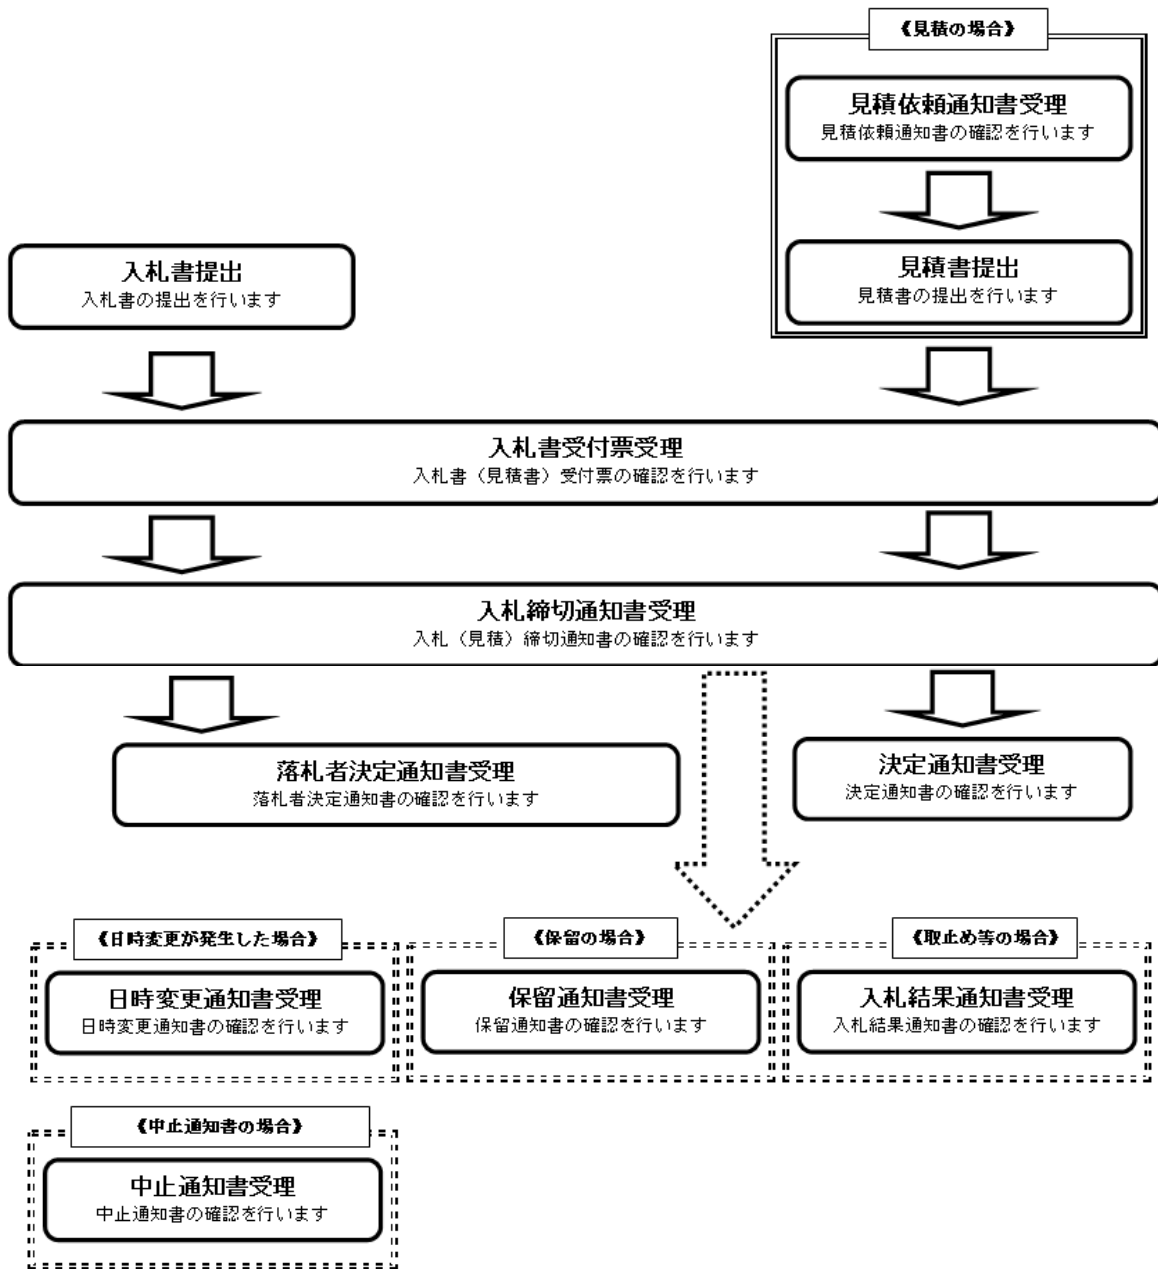 《見積の場合》
見積依頼通知書受理
見積依頼通知書の確認を行います
入札書提出
入札書の提出を行います
見積書提出
見積書の提出を行います
入札書受付票受理
入札書（見積書）受付票の確認を行います
入札締切通知書受理
入札（見積）締切通知書の確認を行います
落札者決定通知書受理
落札者決定通知書の確認を行います
決定通知書受理
決定通知書の確認を行います
《日時変更が発生した場合》
日時変更通知書受理
日時変更通知書の確認を行います
《保留の場合》
保留通知書受理
保留通知書の確認を行います
《取止め等の場合》
入札結果通知書受理
入札結果通知書の確認を行います
《中止通知書の場合》
中止通知書受理
中止通知書の確認を行います